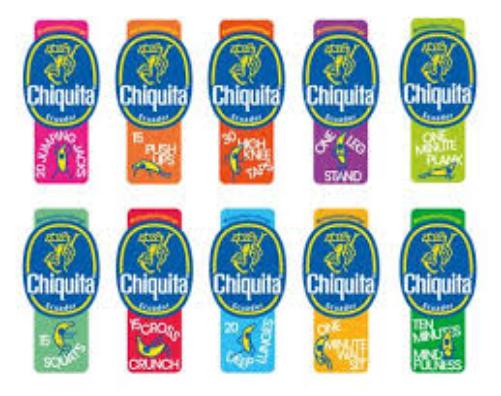 Chiquita
Ecuador
20 JUMPING JACKS
Chiquita
Ecuador
15
PUSH
UPS
Chiquita
Ecuador
30
HIGH
KNEE
TAPS
Chiquita
Ecuador
ONE LEG
STAND
Chiquita
Ecuador
ONE
MINUTE
PLANK
Chiquita
Ecuador
15
SQUATS
Chiquita
Ecuador
15 CROSS
CRUNCH
Chiquita
Ecuador
20
DEEP LUNGES
Chiquita
Ecuador
ONE
MINUTE
WALL
SIT
Chiquita
Ecuador
TEN
MINUTES
MIND
FULNESS